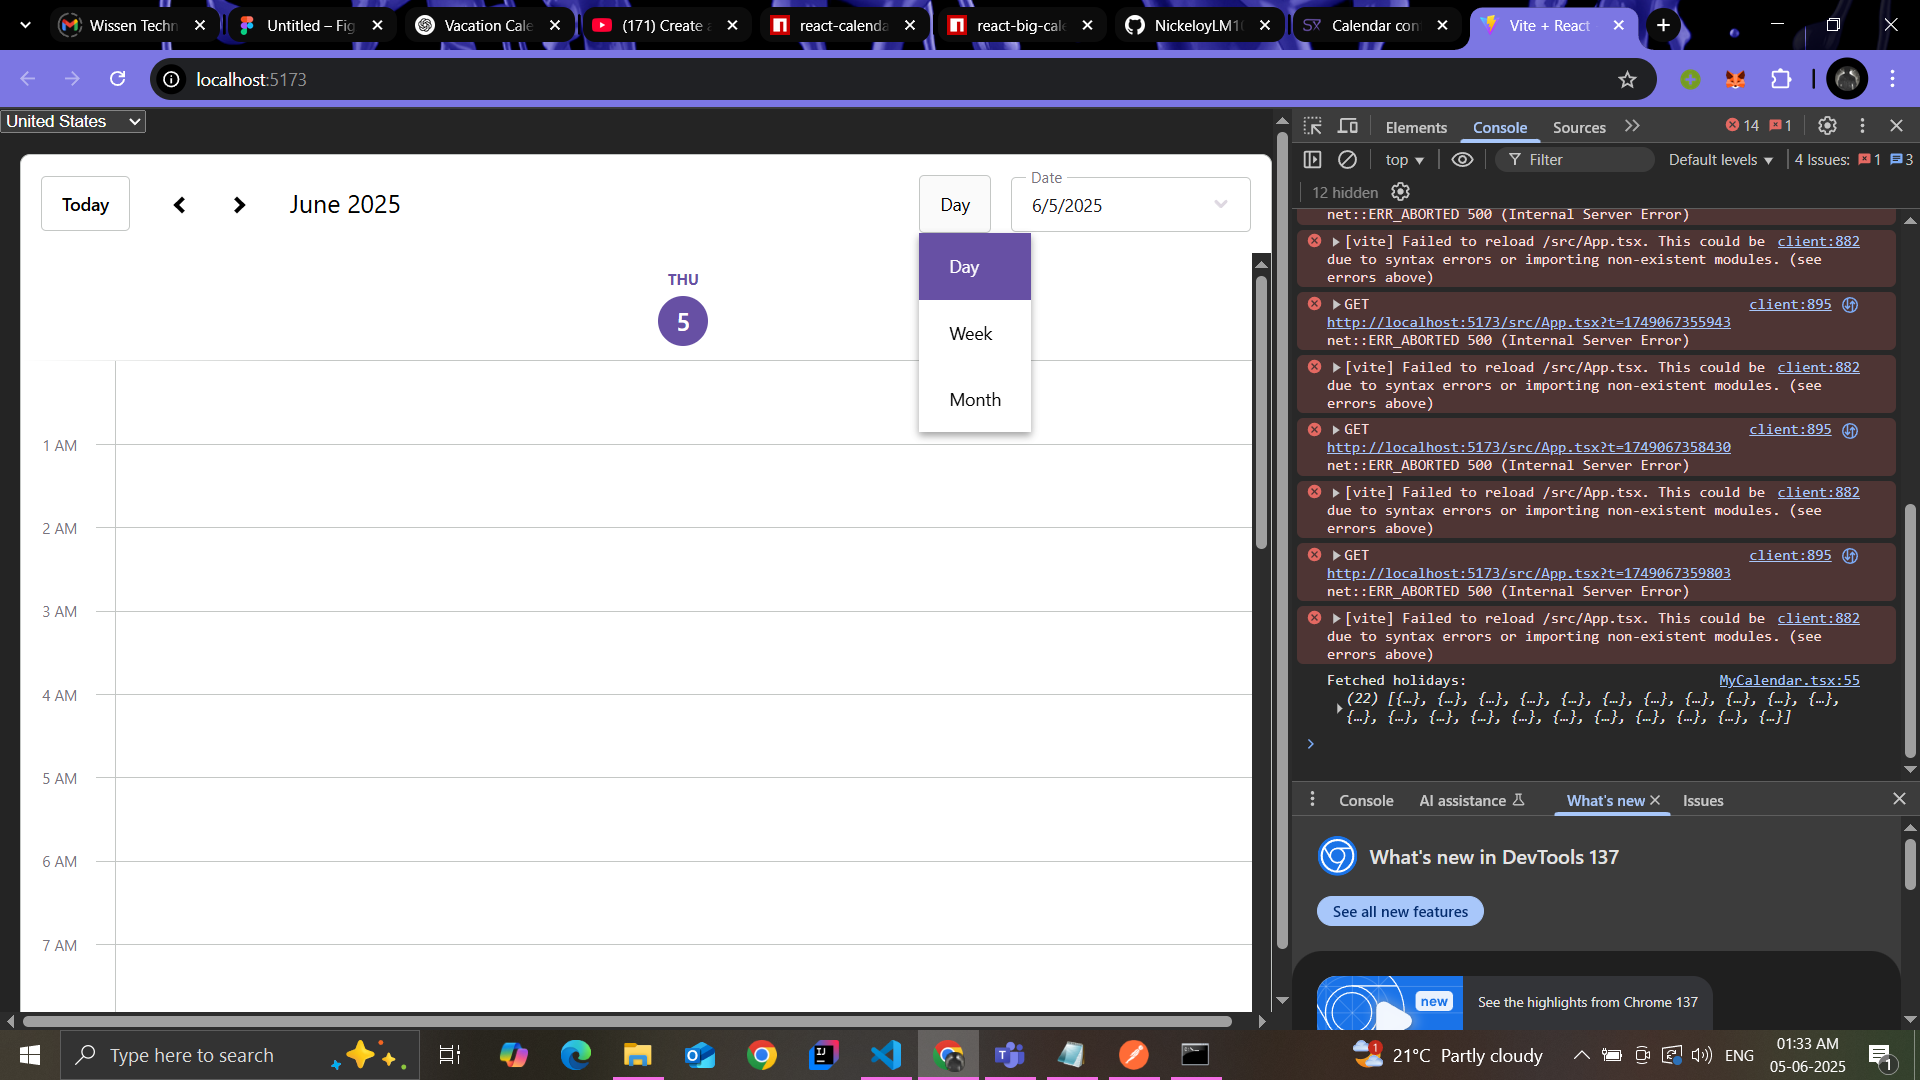 Wissen Techn
Untitled – Fig
Vacation Cale
(171) Create a
react-calenda
react-big-cale
NickeloyLM10
Calendar con
Vite + React
localhost:5173
United States
Today
June 2025
Day
Date
6/5/2025
Day
Week
Month
THU
5
1 AM
2 AM
3 AM
4 AM
5 AM
6 AM
7 AM
Elements
Console
Sources
14
1
top
Filter
Default levels
4 Issues:
1
3
12 hidden
net::ERR_ABORTED 500 (Internal Server Error)
[vite] Failed to reload /src/App.tsx. This could be client:882
due to syntax errors or importing non-existent modules. (see
errors above)
GET client:895
http://localhost:5173/src/App.tsx?t=1749067355943
net::ERR_ABORTED 500 (Internal Server Error)
[vite] Failed to reload /src/App.tsx. This could be client:882
due to syntax errors or importing non-existent modules. (see
errors above)
GET client:895
http://localhost:5173/src/App.tsx?t=1749067358430
net::ERR_ABORTED 500 (Internal Server Error)
[vite] Failed to reload /src/App.tsx. This could be client:882
due to syntax errors or importing non-existent modules. (see
errors above)
GET client:895
http://localhost:5173/src/App.tsx?t=1749067359803
net::ERR_ABORTED 500 (Internal Server Error)
[vite] Failed to reload /src/App.tsx. This could be client:882
due to syntax errors or importing non-existent modules. (see
errors above)
Fetched holidays: MyCalendar.tsx:55
(22) [{…}, {…}, {…}, {…}, {…}, {…}, {…}, {…}, {…}, {…}, {…},
{…}, {…}, {…}, {…}, {…}, {…}, {…}, {…}, {…}, {…}, {…}]
Console
AI assistance
What's new
Issues
What's new in DevTools 137
See all new features
new
See the highlights from Chrome 137
Type here to search
1
21°C Partly cloudy
ENG
01:33 AM
05-06-2025
1